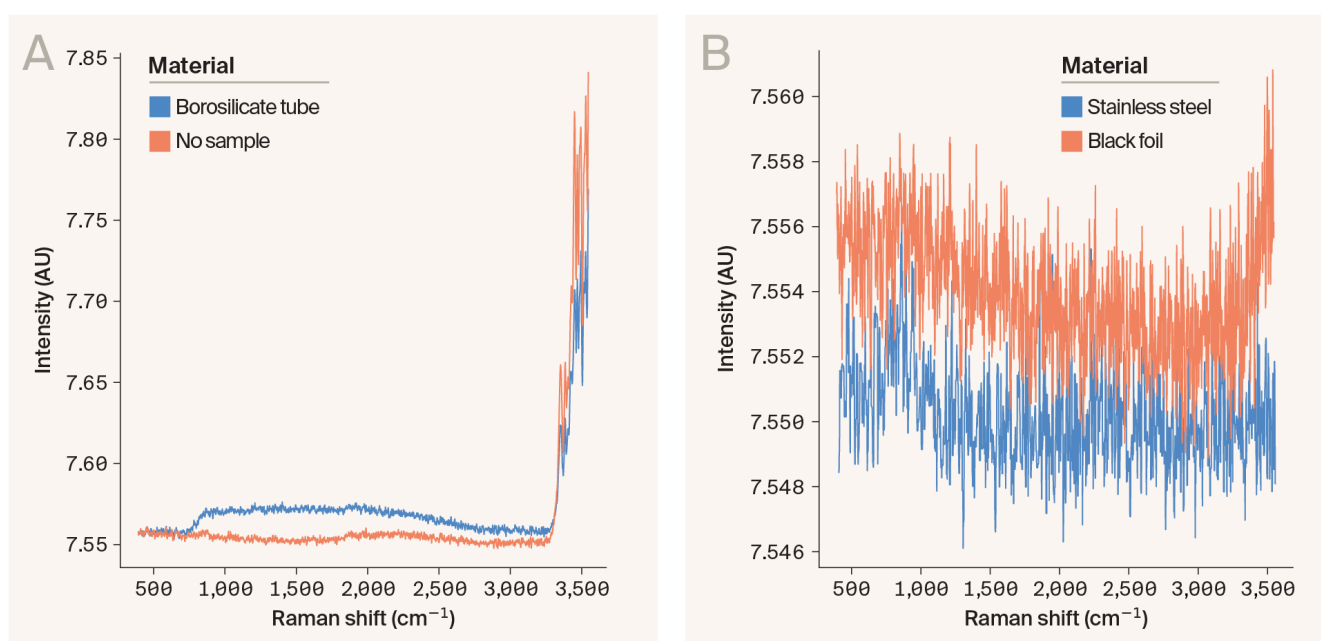 A
Material
Borosilicate tube
No sample
7.85
7.80
7.75
7.70
7.65
7.60
7.55
Intensity (AU)
500 1,000 1,500 2,000 2,500 3,000 3,500
Raman shift (cm⁻¹)
B
Material
Stainless steel
Black foil
7.560
7.558
7.556
7.554
7.552
7.550
7.548
7.546
Intensity (AU)
500 1,000 1,500 2,000 2,500 3,000 3,500
Raman shift (cm⁻¹)